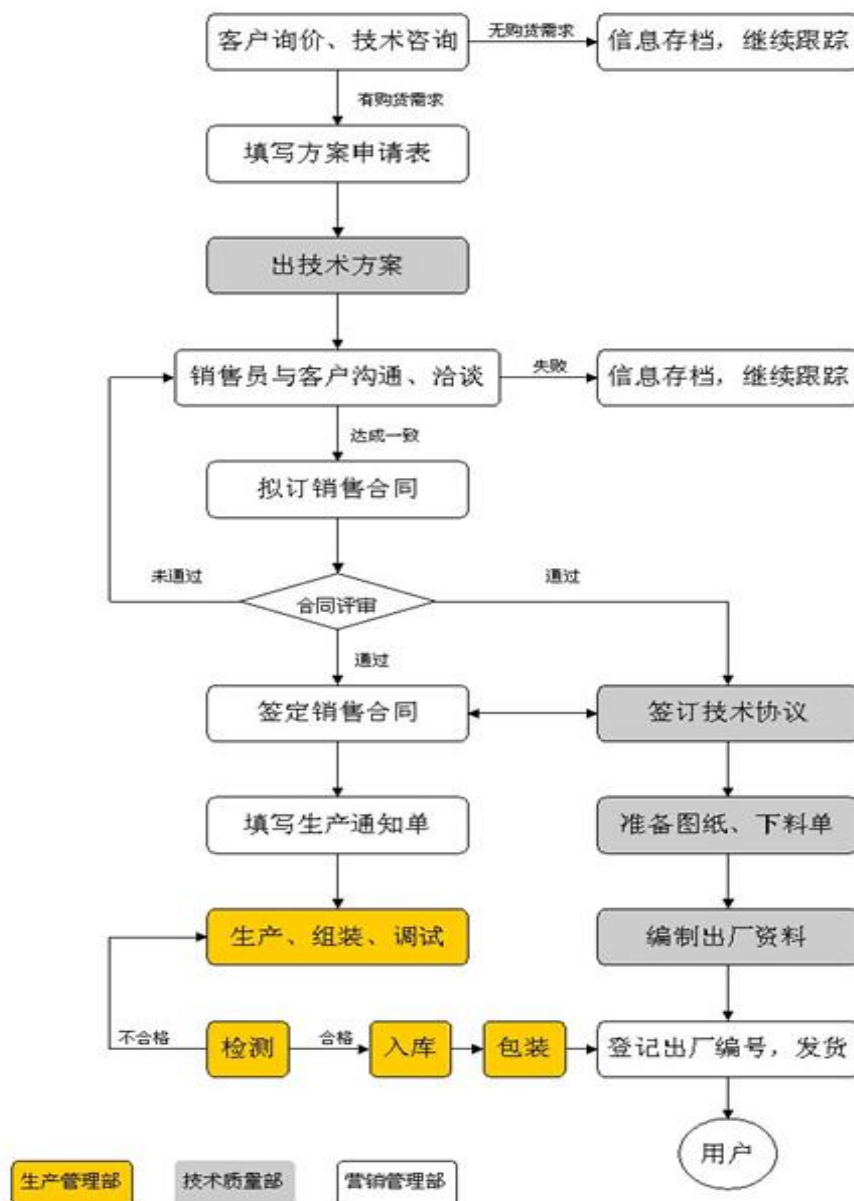 客户询价、技术咨询
无购货需求
信息存档，继续跟踪
有购货需求
填写方案申请表
出技术方案
销售员与客户沟通、洽谈
失败
信息存档，继续跟踪
达成一致
拟订销售合同
未通过
通过
合同评审
通过
签定销售合同
签订技术协议
填写生产通知单
准备图纸、下料单
生产、组装、调试
编制出厂资料
不合格
检测
合格
入库
包装
登记出厂编号，发货
用户
生产管理部
技术质量部
营销管理部